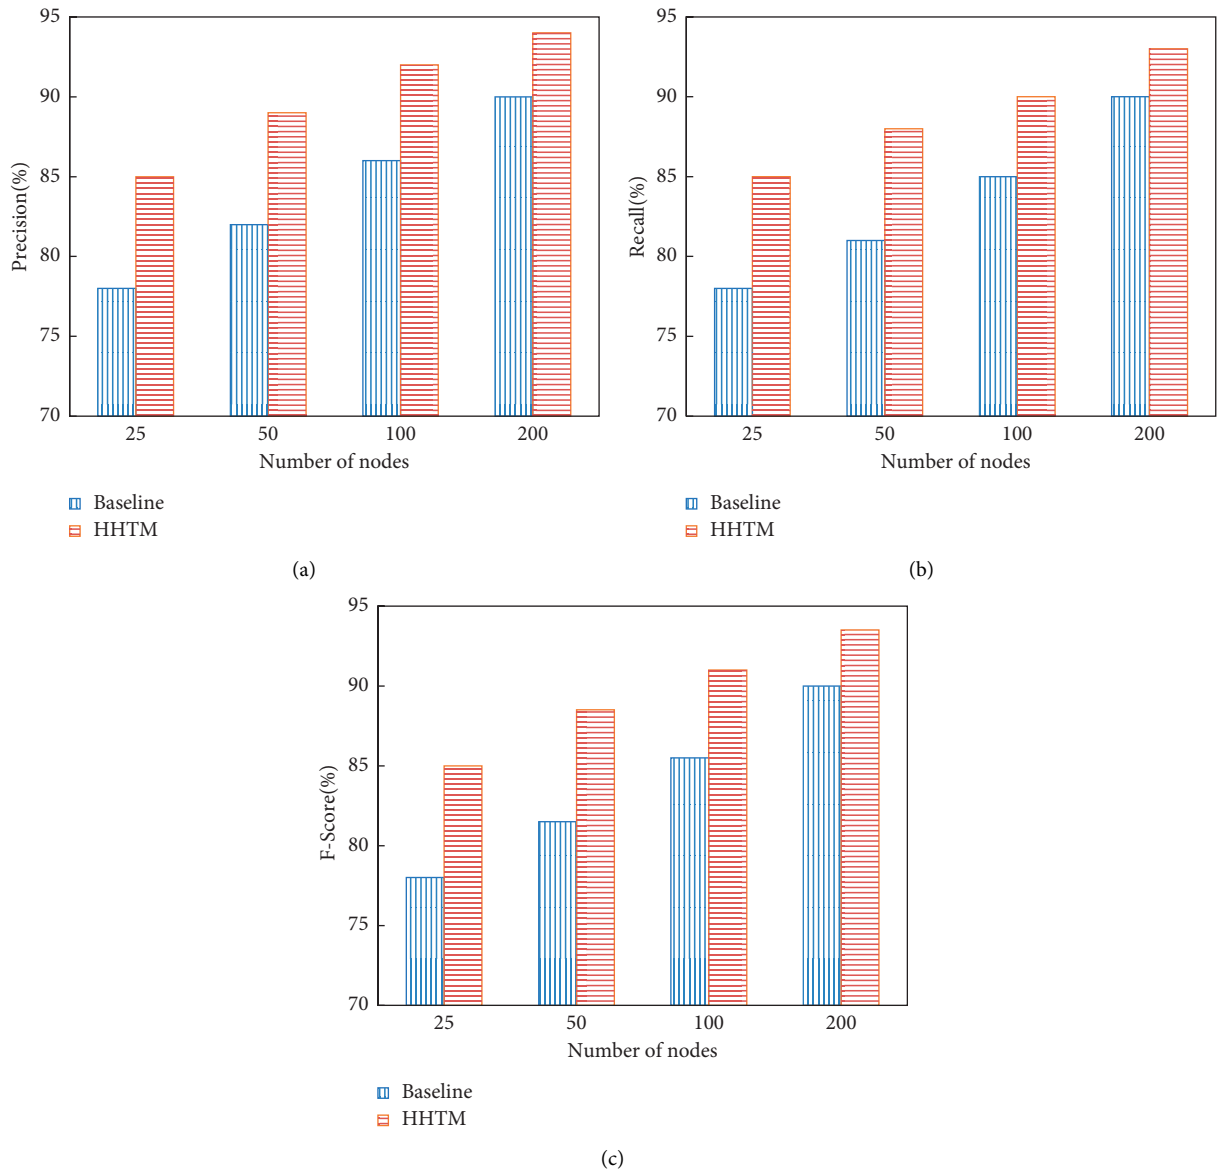 95
90
85
80
75
70
Precision(%)
25 50 100 200
Number of nodes
Baseline
HHTM
(a)
95
90
85
80
75
70
Recall(%)
25 50 100 200
Number of nodes
Baseline
HHTM
(b)
95
90
85
80
75
70
F-Score(%)
25 50 100 200
Number of nodes
Baseline
HHTM
(c)